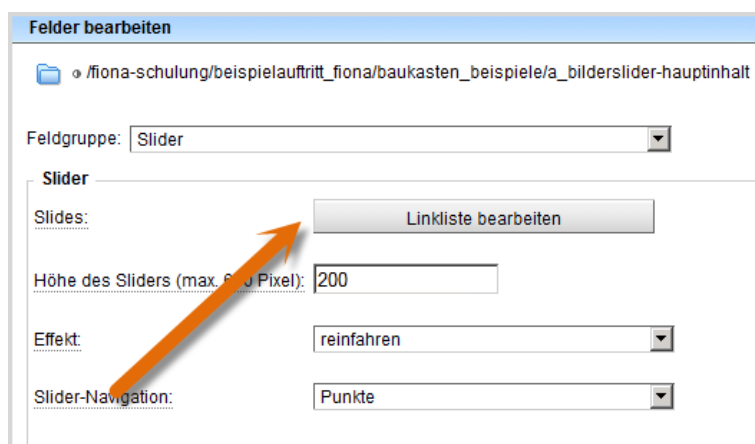 Felder bearbeiten
/fiona-schulung/beispielauftritt_fiona/baukasten_beispiele/a_bilderslider-hauptinhalt
Feldgruppe: Slider
Slider
Slides: Linkliste bearbeiten
Höhe des Sliders (max. Pixel): 200
Effekt: reinfahren
Slider-Navigation: Punkte